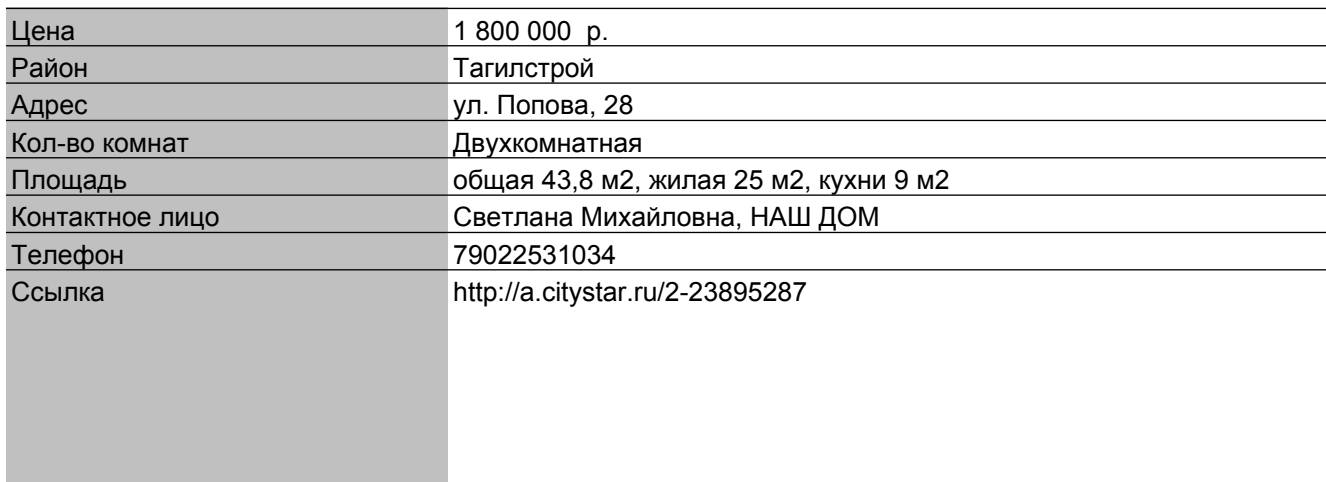 Цена 1 800 000 р.
Район Тагилстрой
Адрес ул. Попова, 28
Кол-во комнат Двухкомнатная
Площадь общая 43,8 м2, жилая 25 м2, кухни 9 м2
Контактное лицо Светлана Михайловна, НАШ ДОМ
Телефон 79022531034
Ссылка http://a.citystar.ru/2-23895287